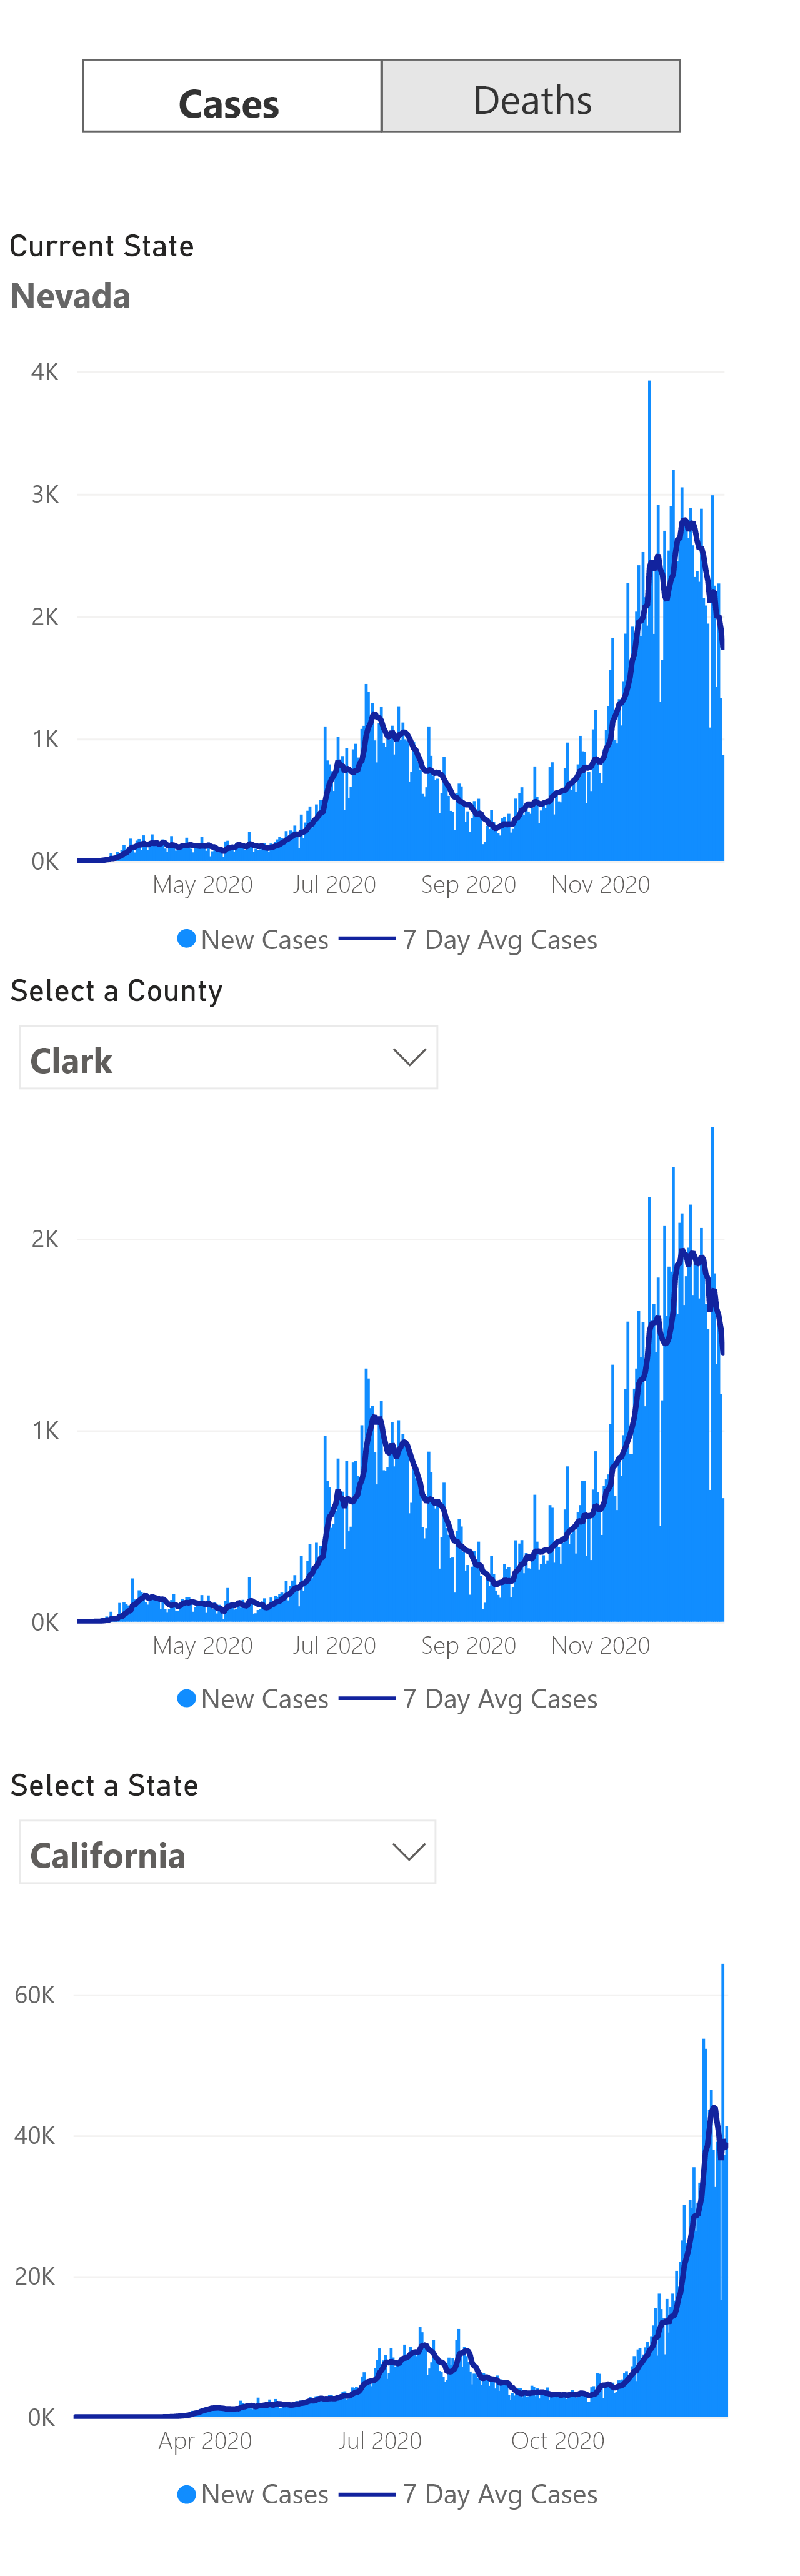 Cases Deaths
Current State
Nevada
4K
3K
2K
1K
0K
May 2020 Jul 2020 Sep 2020 Nov 2020
New Cases 7 Day Avg Cases
Select a County
Clark
2K
1K
0K
May 2020 Jul 2020 Sep 2020 Nov 2020
New Cases 7 Day Avg Cases
Select a State
California
60K
40K
20K
0K
Apr 2020 Jul 2020 Oct 2020
New Cases 7 Day Avg Cases